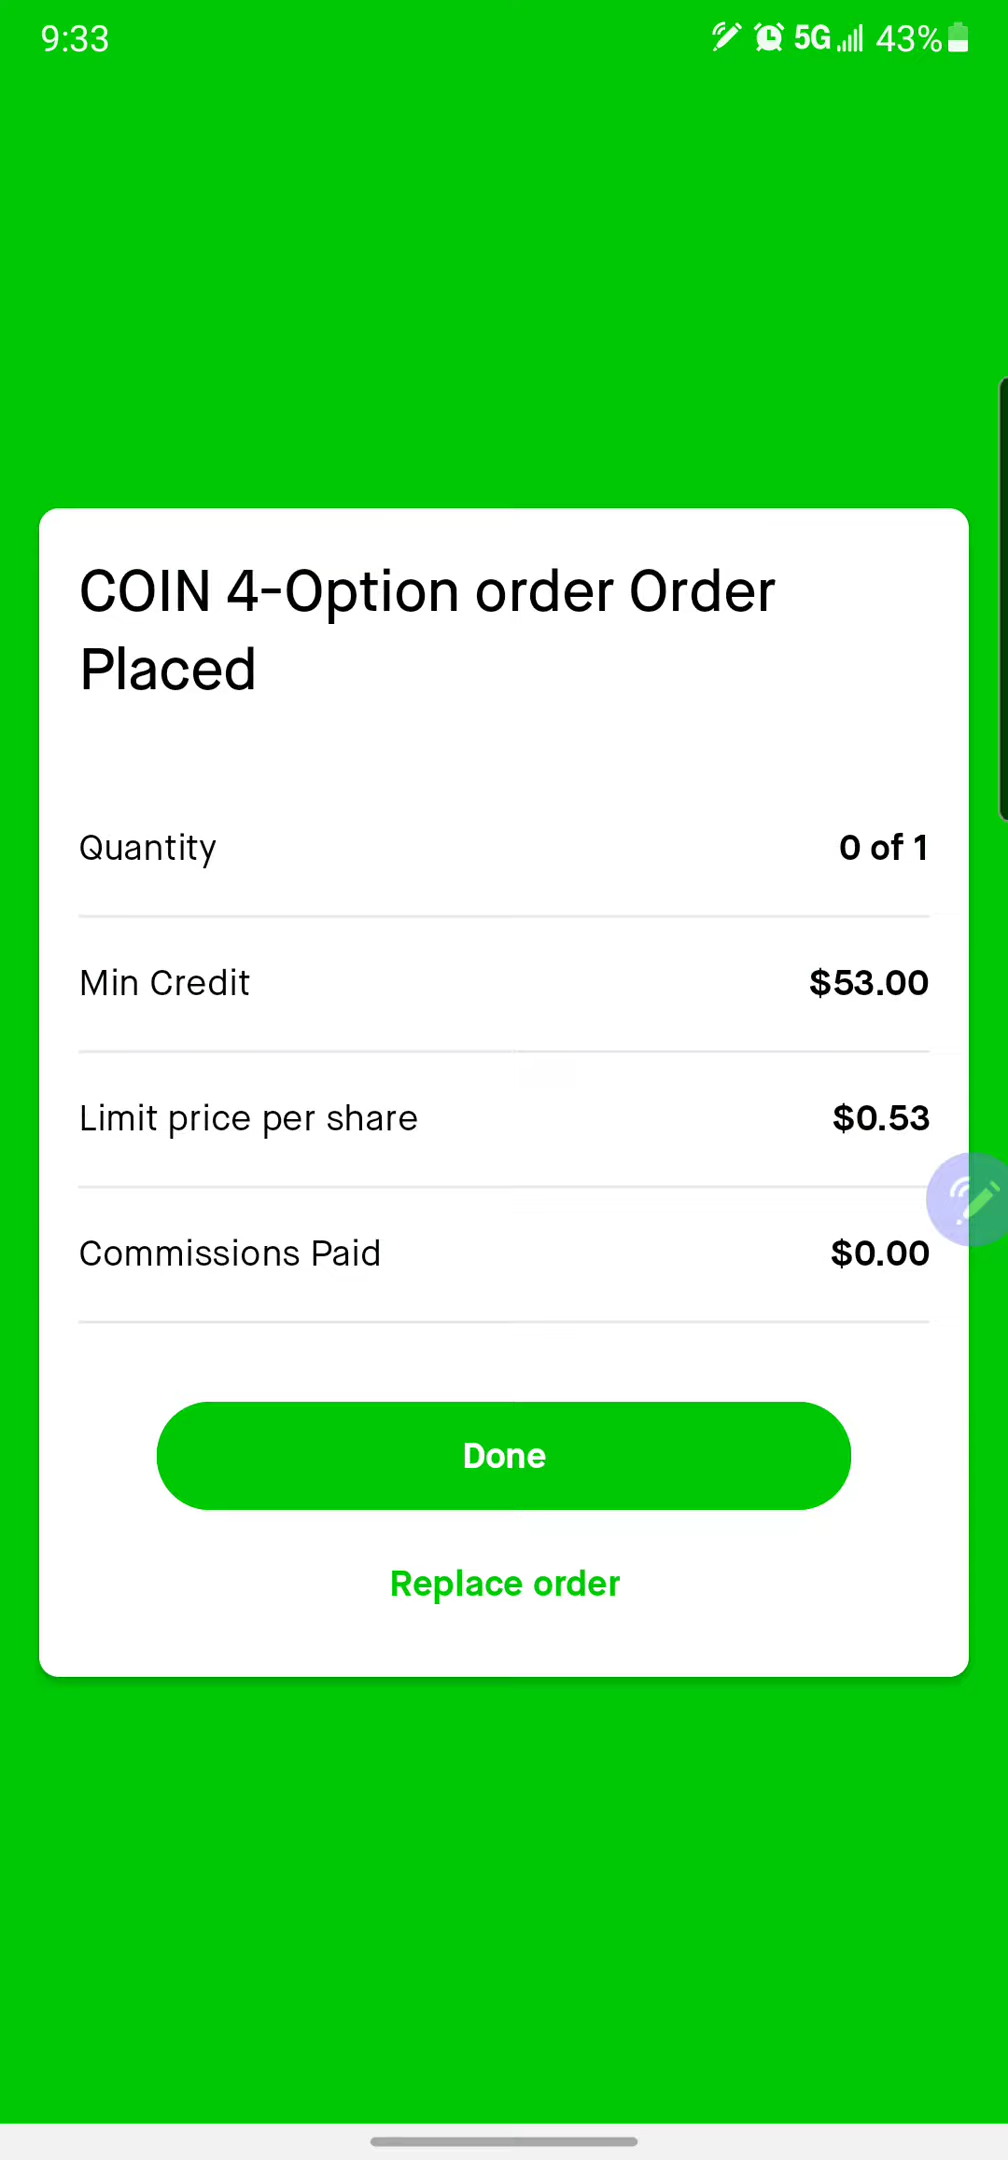 9:33
5G 43%
COIN 4-Option order Order
Placed
Quantity 0 of 1
Min Credit $53.00
Limit price per share $0.53
Commissions Paid $0.00
Done
Replace order